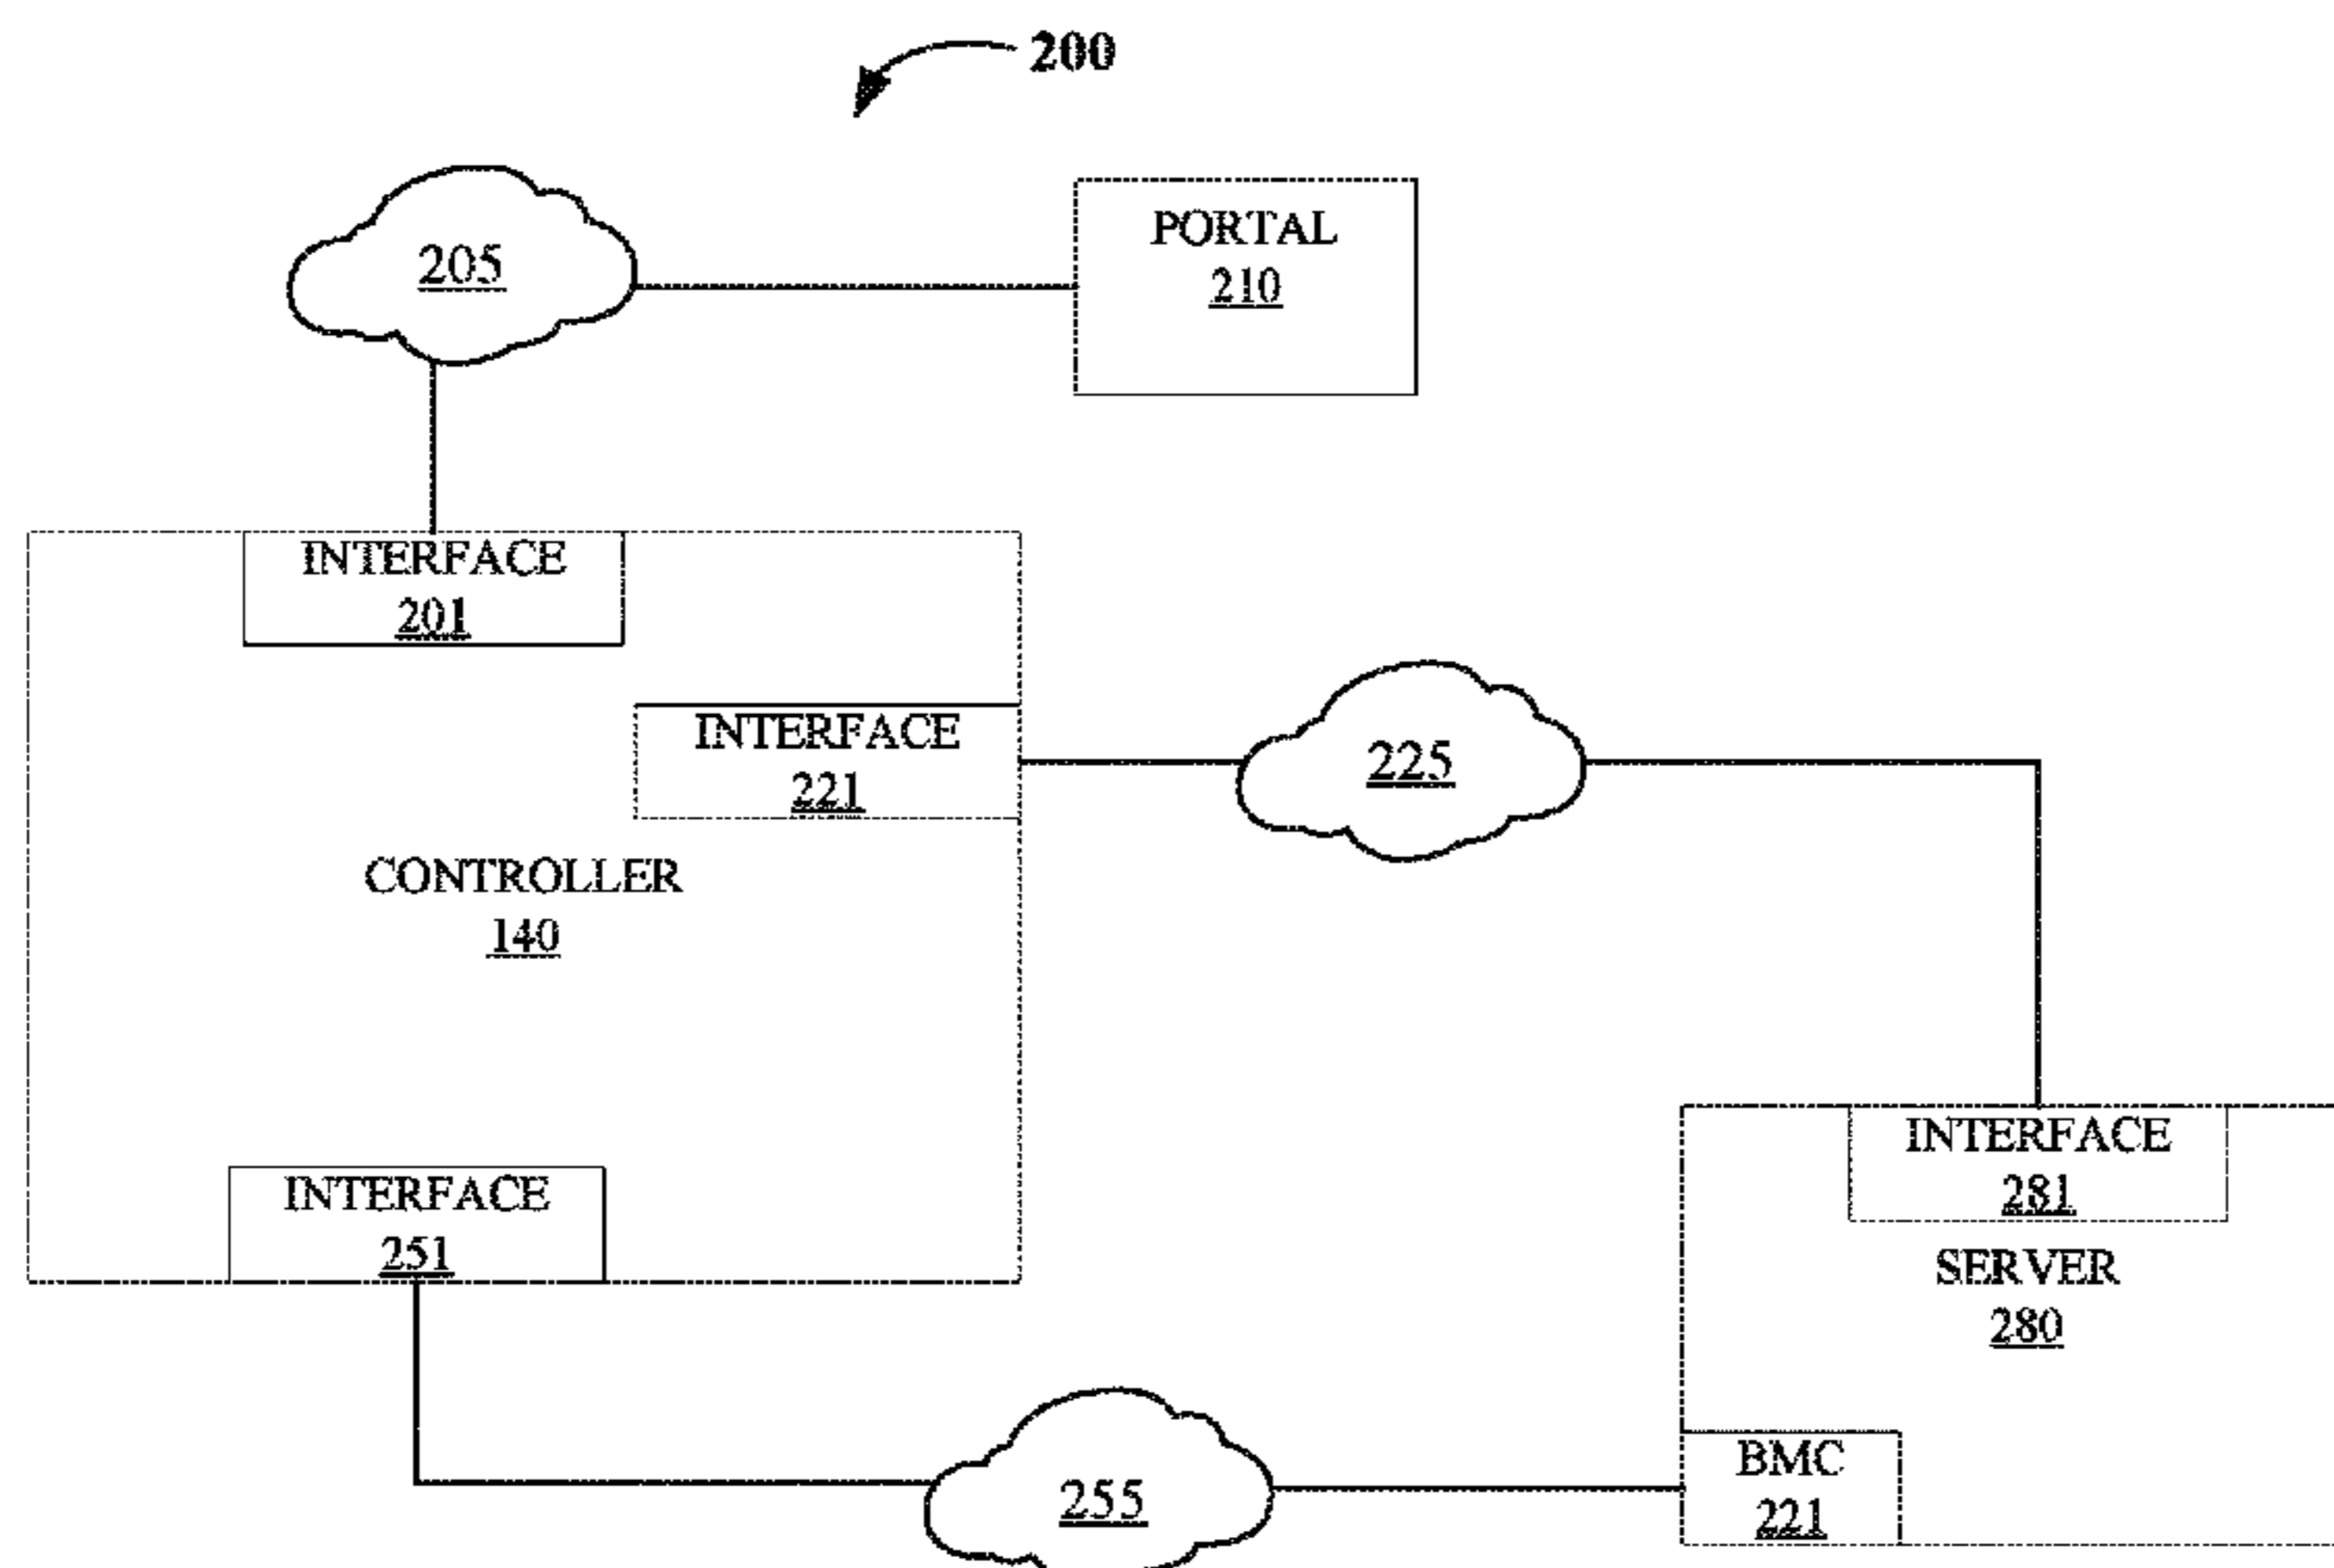 200
205
PORTAL
210
INTERFACE
201
INTERFACE
221
225
CONTROLLER
140
INTERFACE
251
INTERFACE
281
SERVER
280
255
BMC
221